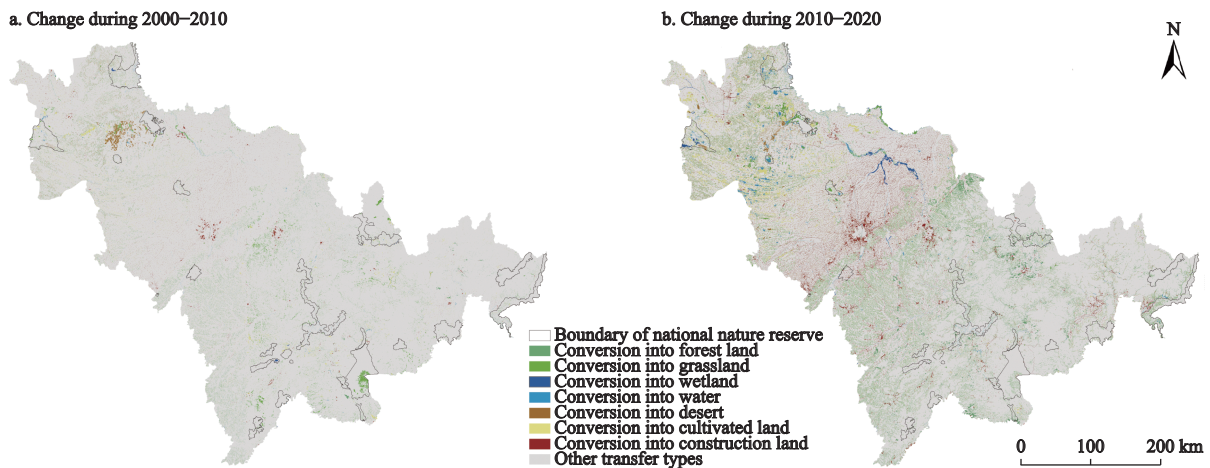 a. Change during 2000−2010
b. Change during 2010−2020
N
Boundary of national nature reserve
Conversion into forest land
Conversion into grassland
Conversion into wetland
Conversion into water
Conversion into desert
Conversion into cultivated land
Conversion into construction land
Other transfer types
0 100 200 km